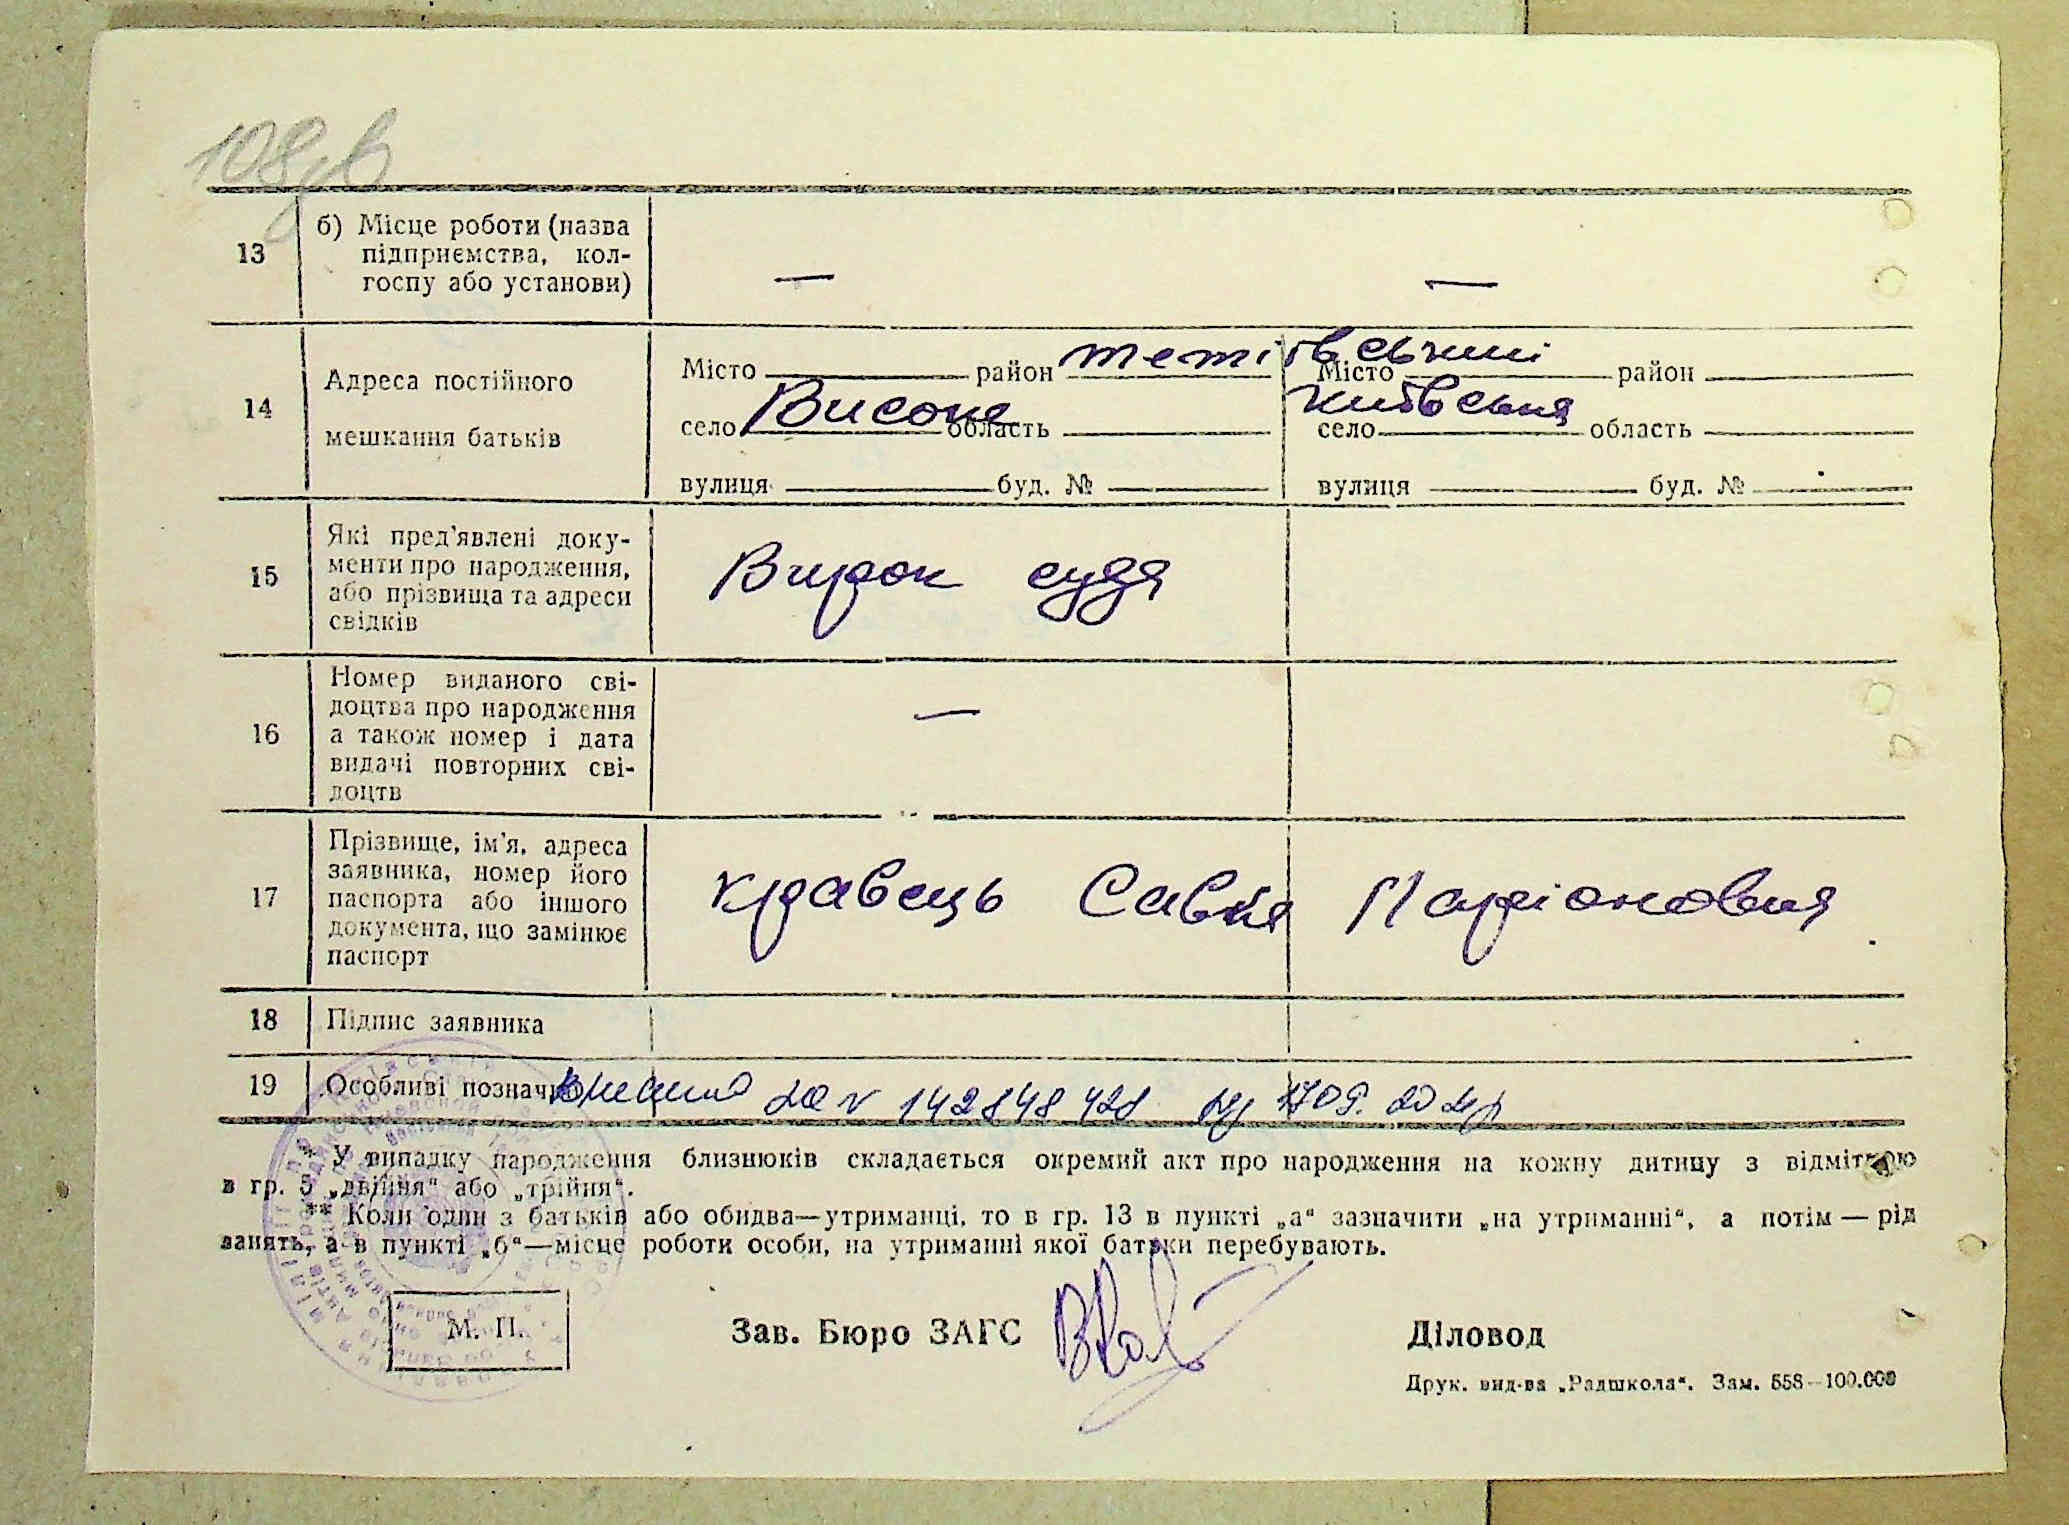 108зв
13
б) Місце роботи (назва
підприємства, кол-
госпу або установи)
— —
14
Адреса постійного
мешкання батьків
Місто район Тетіївський Місто район
село Висока область Київська село область
вулиця буд. № вулиця буд. №
15
Які пред'явлені доку-
менти про народження,
або прізвища та адреси
свідків
Вирок суда
16
Номер виданого сві-
доцтва про народження
а також номер і дата
видачі повторних сві-
доцтв
—
17
Прізвище, ім'я, адреса
заявника, номер його
паспорта або іншого
документа, що замінює
паспорт
Кравець Савка Ларіоновна
18 Підпис заявника
19 Особливі позначки
* У випадку народження близнюків складається окремий акт про народження на кожну дитину з відміткою
в гр. 5 „двійня“ або „трійня“.
** Коли один з батьків або обидва—утриманці, то в гр. 13 в пункті „а“ зазначити „на утриманні“, а потім — рід
занять, а в пункті „б“—місце роботи особи, на утриманні якої батьки перебувають.
М. П. Зав. Бюро ЗАГС Діловод
Друк. вид-ва „Радшкола“. Зам. 558—100.000